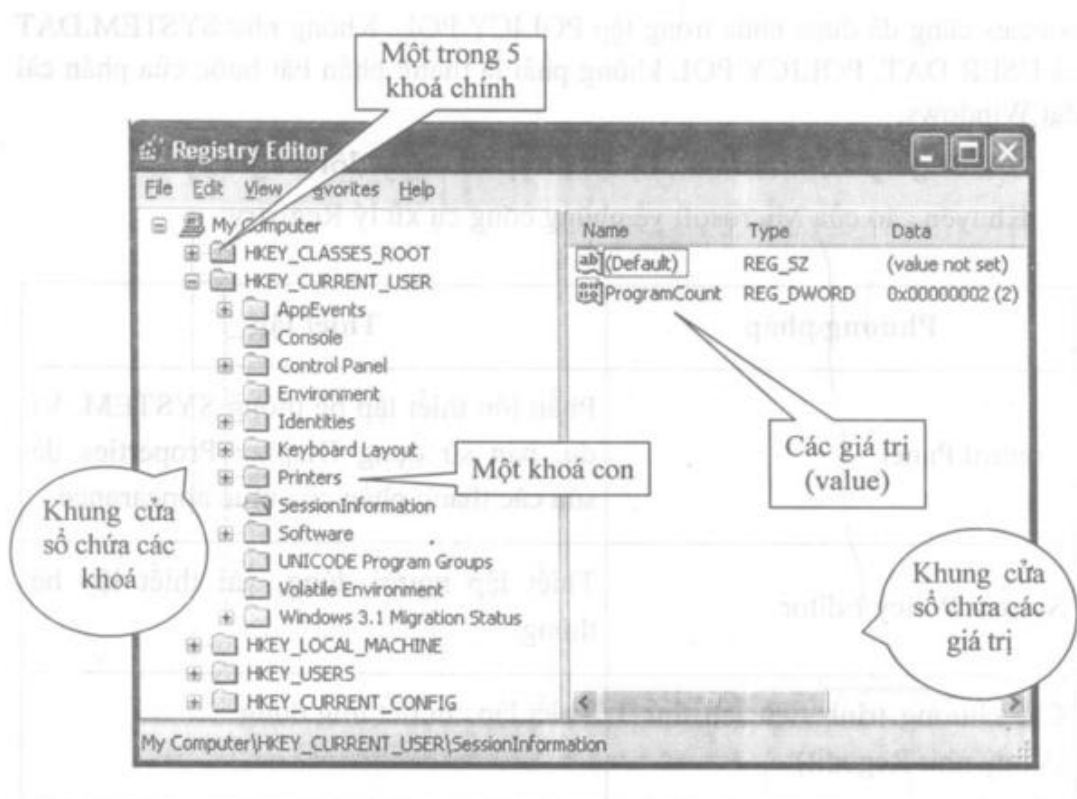 Một trong 5
khoá chính
Registry Editor
File Edit View Favorites Help
My Computer
HKEY_CLASSES_ROOT
HKEY_CURRENT_USER
AppEvents
Console
Control Panel
Environment
Identities
Keyboard Layout
Printers
SessionInformation
Software
UNICODE Program Groups
Volatile Environment
Windows 3.1 Migration Status
HKEY_LOCAL_MACHINE
HKEY_USERS
HKEY_CURRENT_CONFIG
Name Type Data
(Default) REG_SZ (value not set)
ProgramCount REG_DWORD 0x00000002 (2)
Các giá trị
(value)
Một khoá con
Khung cửa
sổ chứa các
khoá
Khung cửa
sổ chứa các
giá trị
My Computer\HKEY_CURRENT_USER\SessionInformation